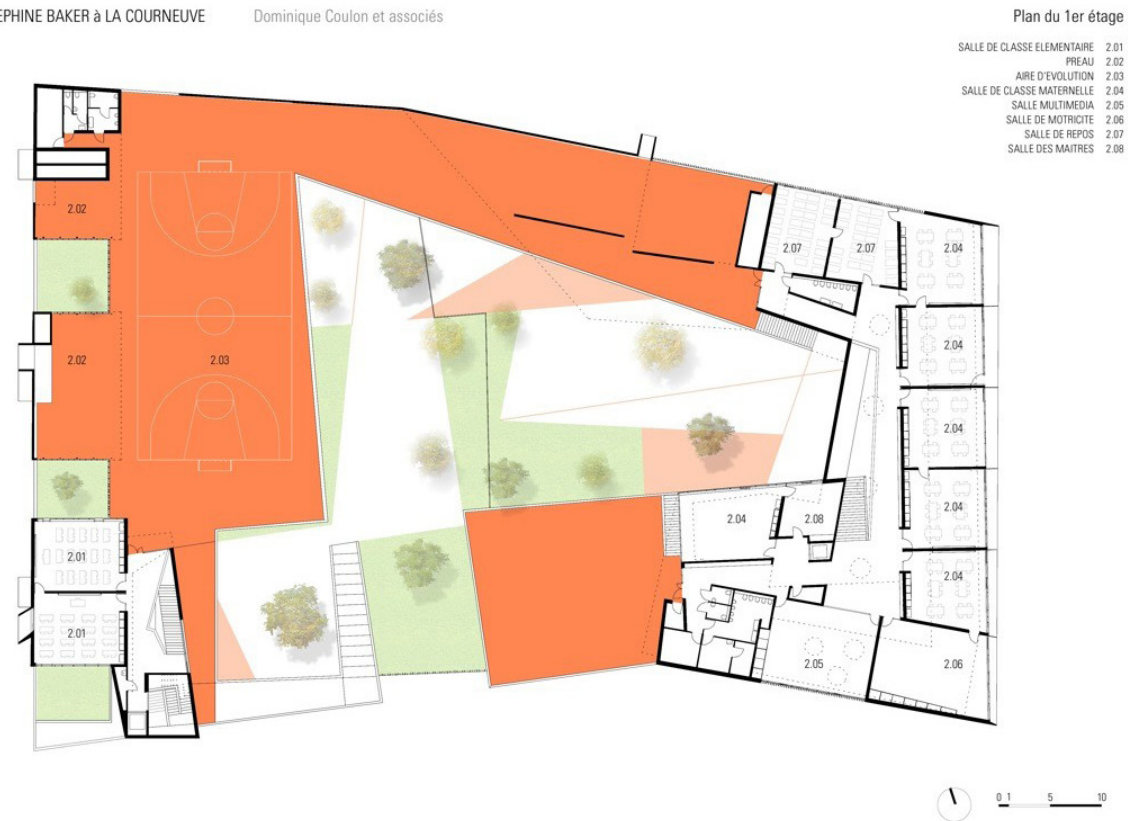 EPHINE BAKER à LA COURNEUVE Dominique Coulon et associés Plan du 1er étage
SALLE DE CLASSE ELEMENTAIRE 2.01
PREAU 2.02
AIRE D'EVOLUTION 2.03
SALLE DE CLASSE MATERNELLE 2.04
SALLE MULTIMEDIA 2.05
SALLE DE MOTRICITE 2.06
SALLE DE REPOS 2.07
SALLE DES MAITRES 2.08
2.02
2.07
2.07
2.04
2.02
2.03
2.04
2.04
2.04
2.04
2.08
2.01
2.04
2.01
2.05
2.06
0 1 5 10